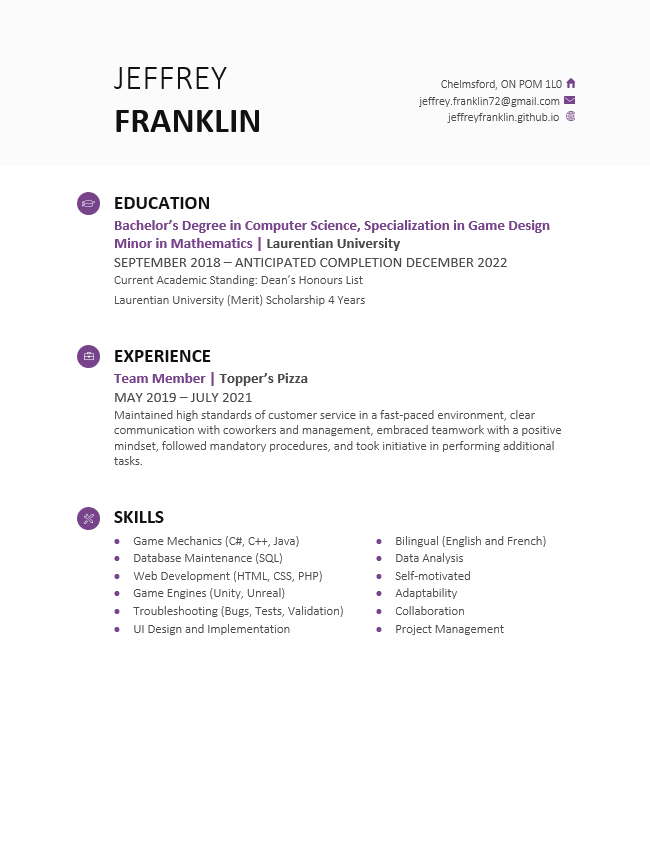 JEFFREY
FRANKLIN
Chelmsford, ON POM 1L0
jeffrey.franklin72@gmail.com
jeffreyfranklin.github.io
EDUCATION
Bachelor’s Degree in Computer Science, Specialization in Game Design
Minor in Mathematics | Laurentian University
SEPTEMBER 2018 – ANTICIPATED COMPLETION DECEMBER 2022
Current Academic Standing: Dean’s Honours List
Laurentian University (Merit) Scholarship 4 Years
EXPERIENCE
Team Member | Topper’s Pizza
MAY 2019 – JULY 2021
Maintained high standards of customer service in a fast-paced environment, clear
communication with coworkers and management, embraced teamwork with a positive
mindset, followed mandatory procedures, and took initiative in performing additional
tasks.
SKILLS
• Game Mechanics (C#, C++, Java)
• Database Maintenance (SQL)
• Web Development (HTML, CSS, PHP)
• Game Engines (Unity, Unreal)
• Troubleshooting (Bugs, Tests, Validation)
• UI Design and Implementation
• Bilingual (English and French)
• Data Analysis
• Self-motivated
• Adaptability
• Collaboration
• Project Management